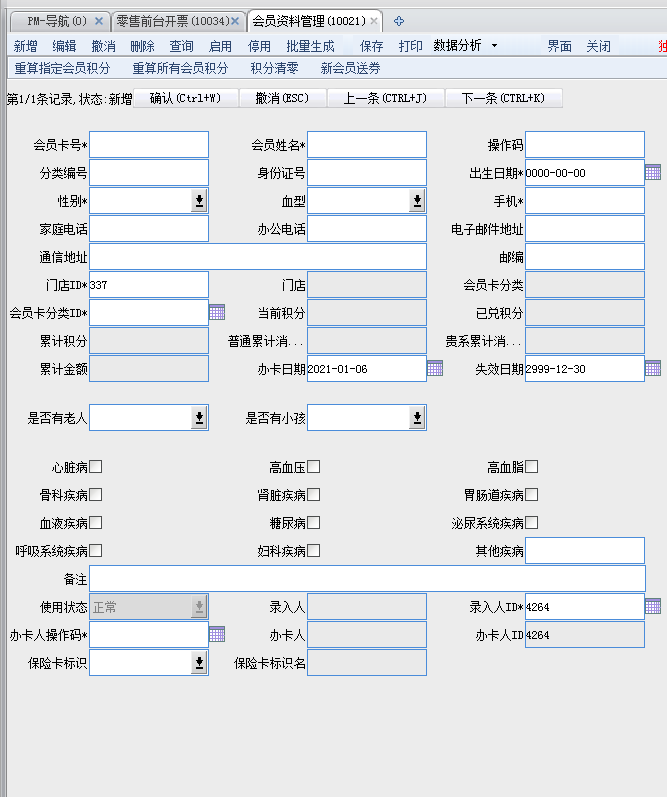 PM-导航(0) 零售前台开票(10034) 会员资料管理(10021)
新增 编辑 撤消 删除 查询 启用 停用 批量生成 保存 打印 数据分析 界面 关闭 独
重算指定会员积分 重算所有会员积分 积分清零 新会员送券
第1/1条记录,状态:新增 确认(Ctrl+W) 撤消(ESC) 上一条(CTRL+J) 下一条(CTRL+K)
会员卡号* 会员姓名* 操作码
分类编号 身份证号 出生日期* 0000-00-00
性别* 血型 手机*
家庭电话 办公电话 电子邮件地址
通信地址 邮编
门店ID* 337 门店 会员卡分类
会员卡分类ID* 当前积分 已兑积分
累计积分 普通累计消... 贵系累计消...
累计金额 办卡日期 2021-01-06 失效日期 2999-12-30
是否有老人 是否有小孩
心脏病 高血压 高血脂
骨科疾病 肾脏疾病 胃肠道疾病
血液疾病 糖尿病 泌尿系统疾病
呼吸系统疾病 妇科疾病 其他疾病
备注
使用状态 正常 录入人 录入人ID* 4264
办卡人操作码* 办卡人 办卡人ID 4264
保险卡标识 保险卡标识名